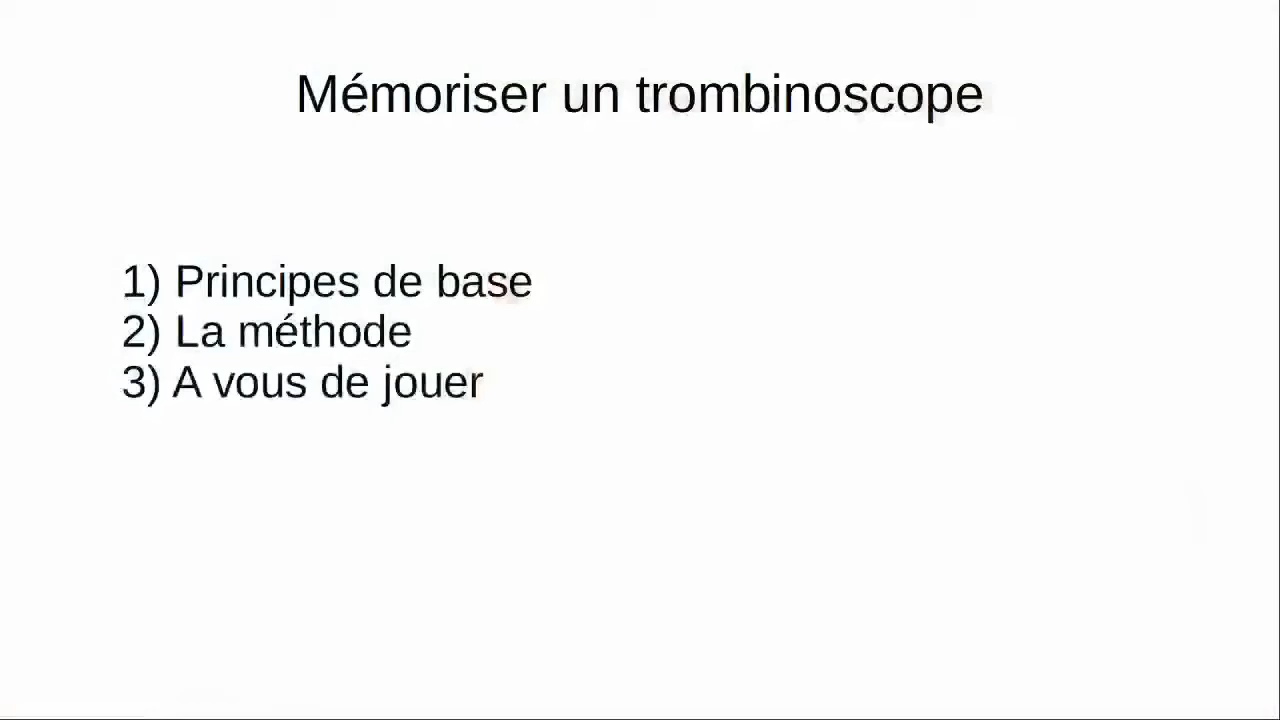 Mémoriser un trombinoscope
1) Principes de base
2) La méthode
3) A vous de jouer